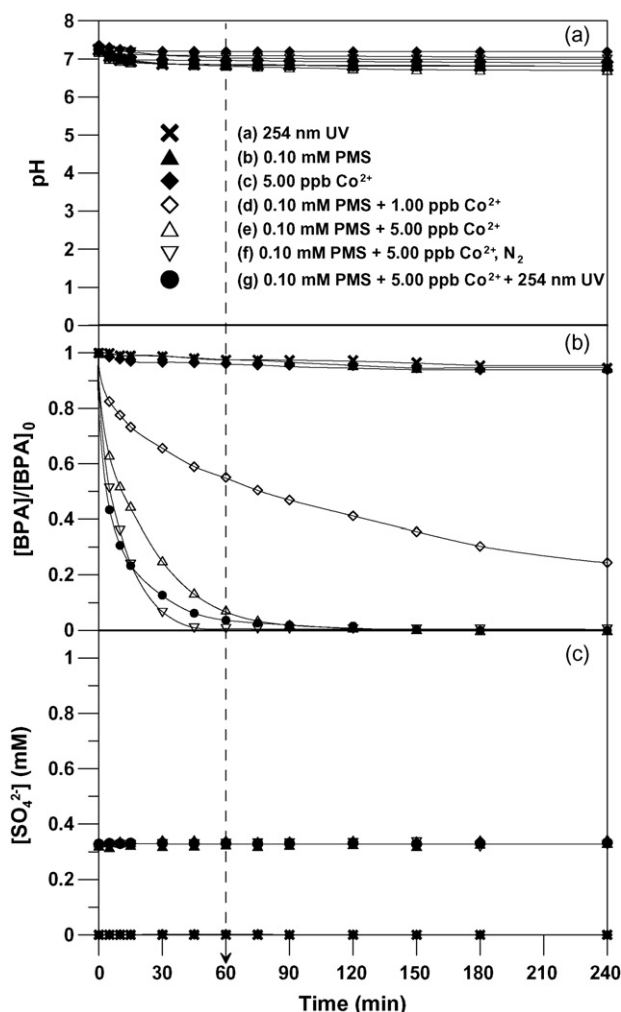 8
(a)
7
6
5
4
3
2
1
0
pH
(a) 254 nm UV
(b) 0.10 mM PMS
(c) 5.00 ppb Co²⁺
(d) 0.10 mM PMS + 1.00 ppb Co²⁺
(e) 0.10 mM PMS + 5.00 ppb Co²⁺
(f) 0.10 mM PMS + 5.00 ppb Co²⁺, N₂
(g) 0.10 mM PMS + 5.00 ppb Co²⁺ + 254 nm UV
(b)
1
0.8
0.6
0.4
0.2
0
[BPA]/[BPA]₀
(c)
1
0.8
0.6
0.4
0.2
0
[SO₄²⁻] (mM)
0 30 60 90 120 150 180 210 240
Time (min)